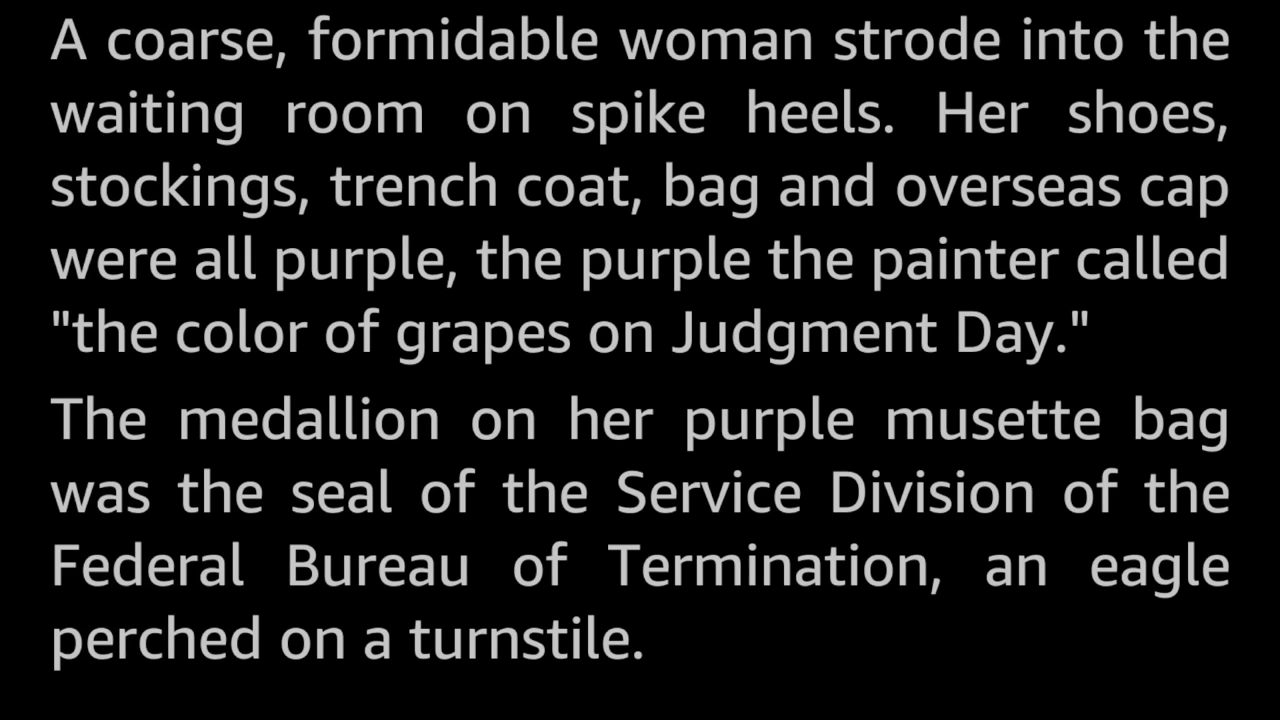 A coarse, formidable woman strode into the
waiting room on spike heels. Her shoes,
stockings, trench coat, bag and overseas cap
were all purple, the purple the painter called
"the color of grapes on Judgment Day."
The medallion on her purple musette bag
was the seal of the Service Division of the
Federal Bureau of Termination, an eagle
perched on a turnstile.